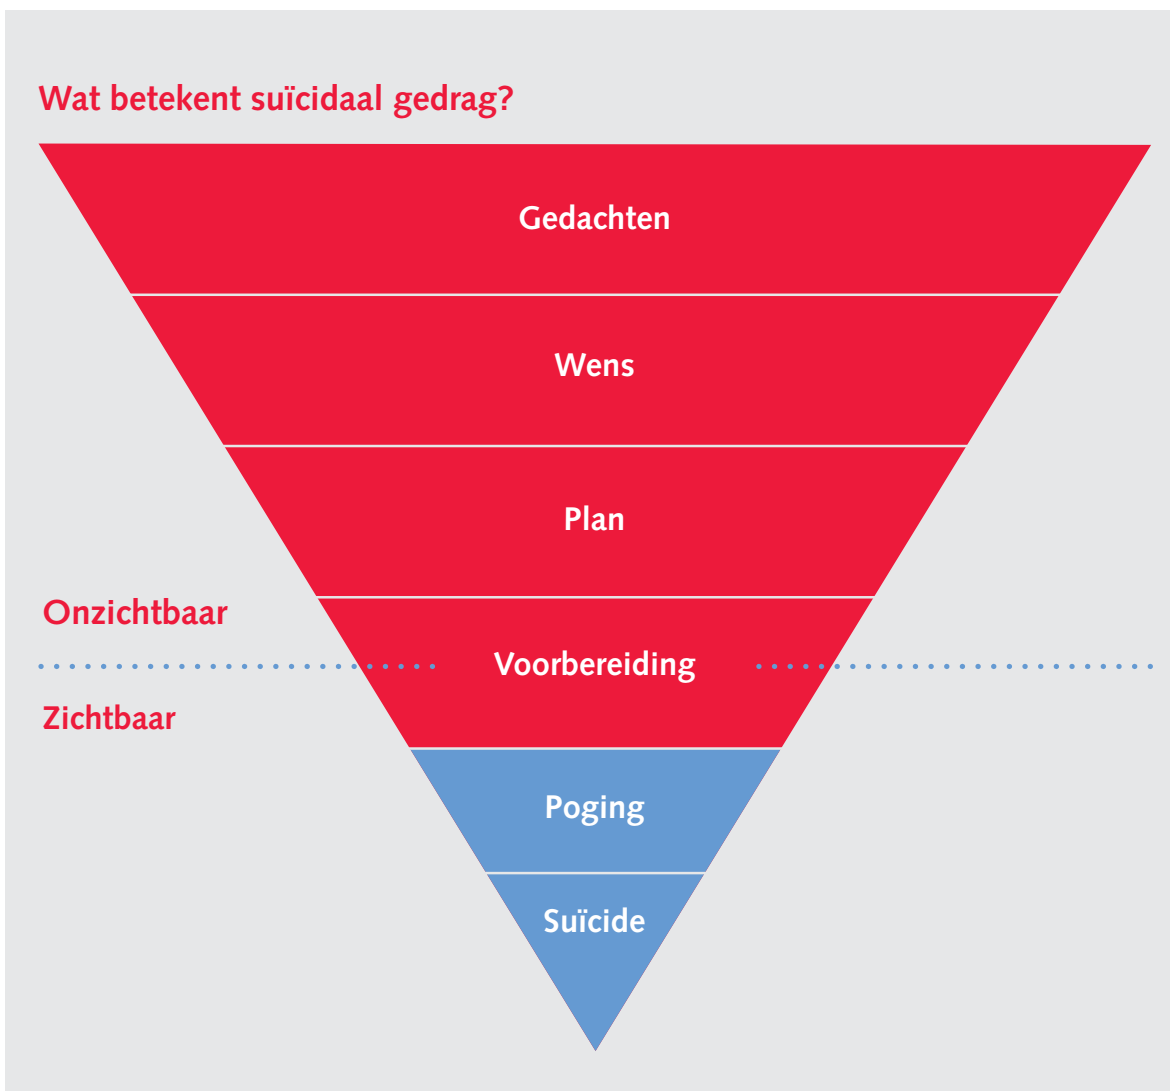 Wat betekent suïcidaal gedrag?
Gedachten
Wens
Plan
Onzichtbaar
Voorbereiding
Zichtbaar
Poging
Suïcide